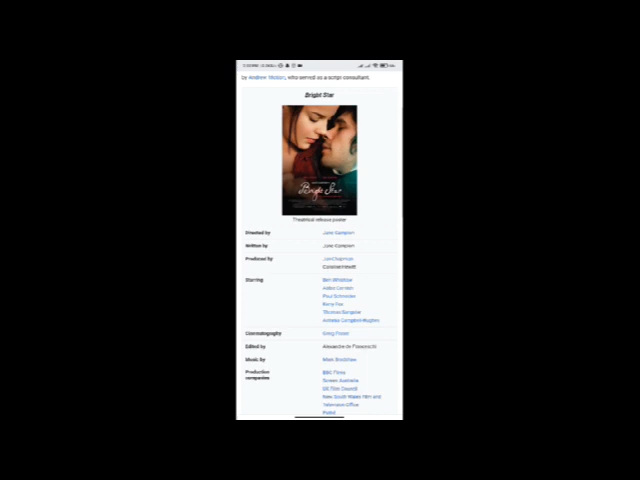 by Andrew Motion, who served as a script consultant.
Bright Star
Bright Star
Theatrical release poster
Directed by Jane Campion
Written by Jane Campion
Produced by Jan Chapman
Caroline Hewitt
Starring Ben Whishaw
Abbie Cornish
Paul Schneider
Kerry Fox
Thomas Sangster
Antonia Campbell-Hughes
Cinematography Greig Fraser
Edited by Alexandre de Franceschi
Music by Mark Bradshaw
Production BBC Films
companies Screen Australia
UK Film Council
New South Wales Film and
Television Office
Pathé